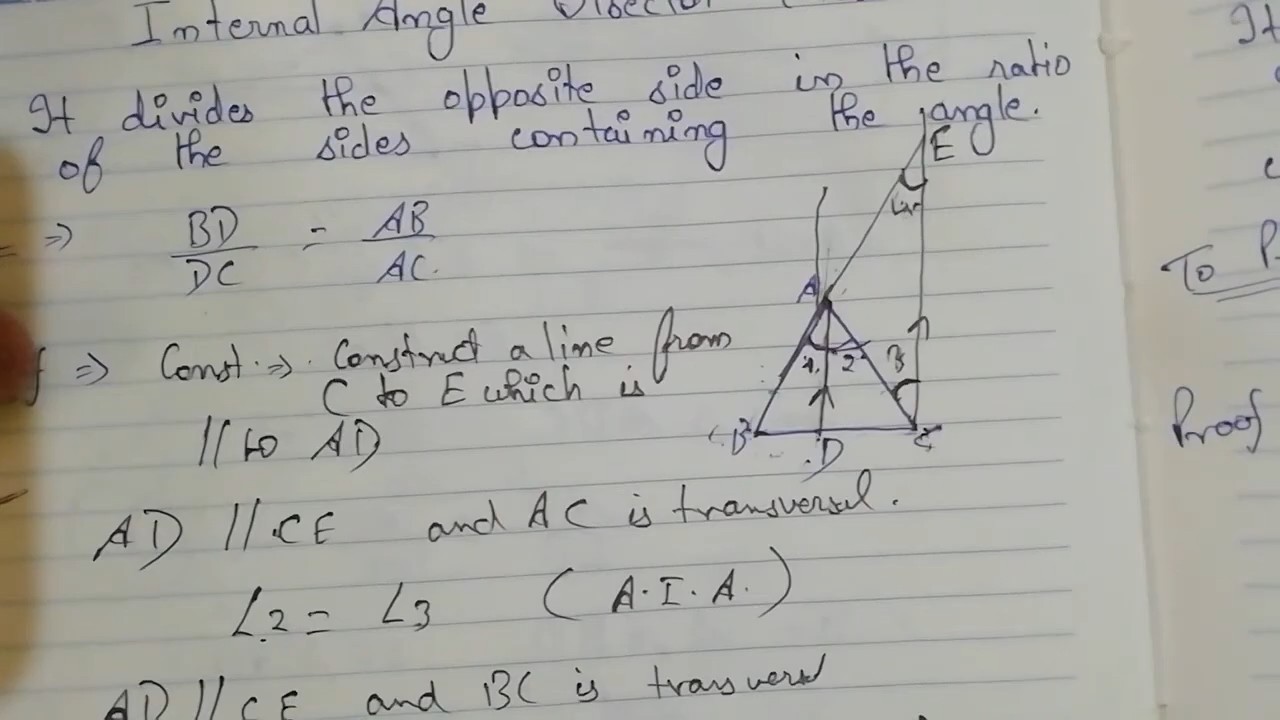 Internal Angle Bisector
It divides the opposite side in the ratio
of the sides containing the angle.
⇒ BD/DC = AB/AC.
⇒ Const. ⇒ Construct a line from
C to E which is
// to AD
AD // CE and AC is transversal.
∠2 = ∠3 (A.I.A.)
AD // CE and BC is transversal
E
4
A
1. 2 3
B D C
It
To P
Proof